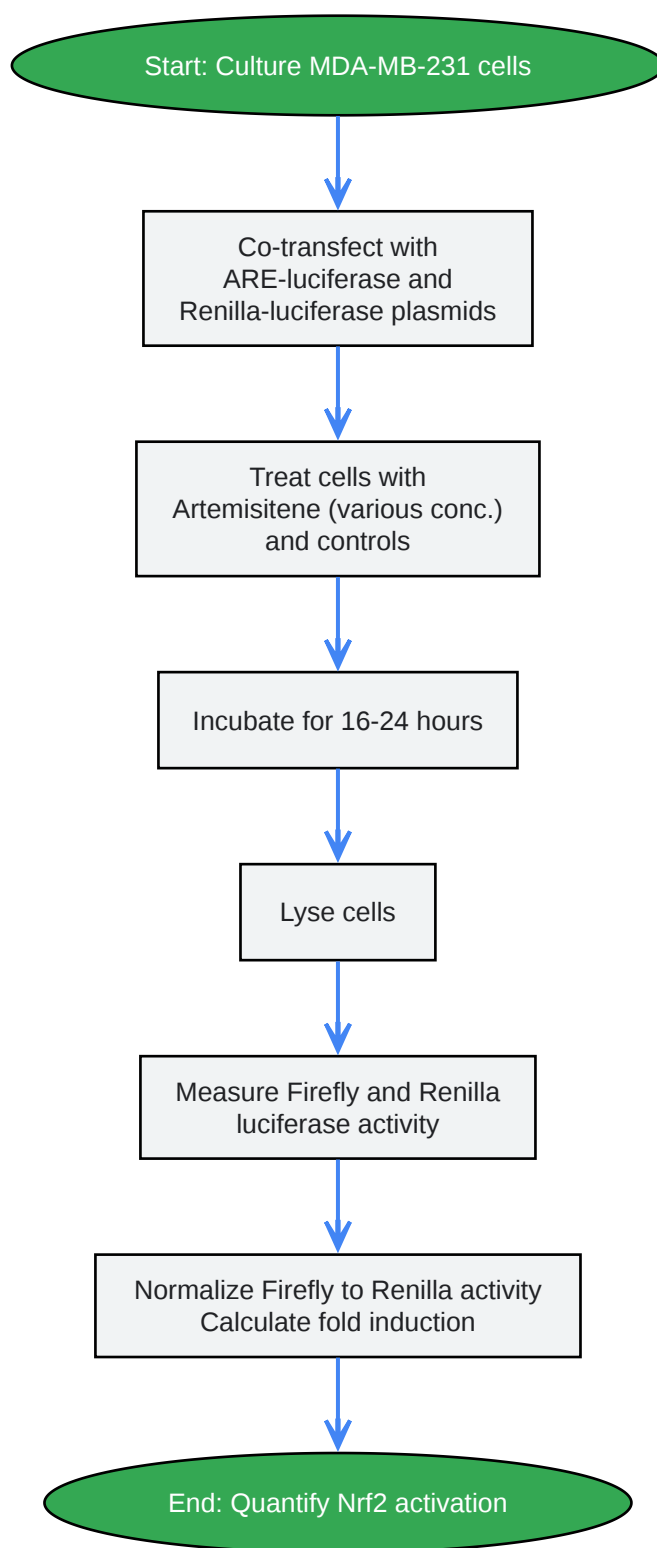 Start: Culture MDA-MB-231 cells
Co-transfect with
ARE-luciferase and
Renilla-luciferase plasmids
Treat cells with
Artemisitene (various conc.)
and controls
Incubate for 16-24 hours
Lyse cells
Measure Firefly and Renilla
luciferase activity
Normalize Firefly to Renilla activity
Calculate fold induction
End: Quantify Nrf2 activation